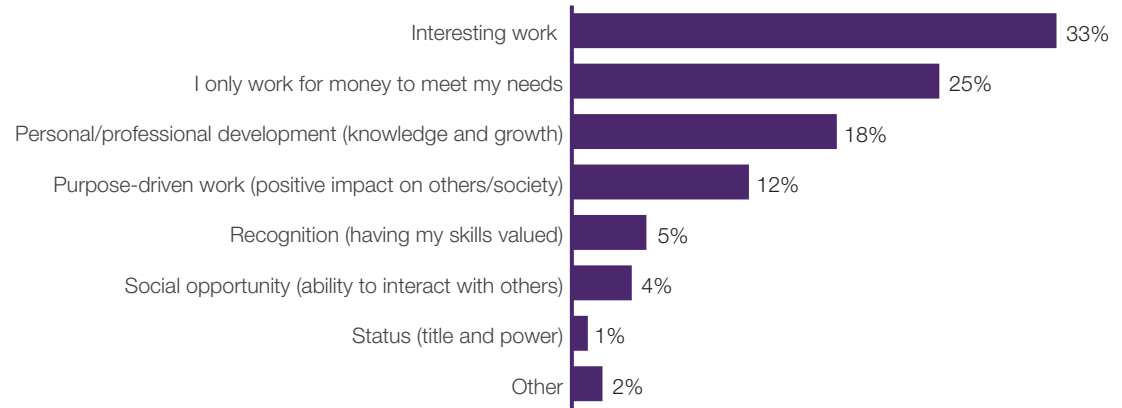 Interesting work 33%
I only work for money to meet my needs 25%
Personal/professional development (knowledge and growth) 18%
Purpose-driven work (positive impact on others/society) 12%
Recognition (having my skills valued) 5%
Social opportunity (ability to interact with others) 4%
Status (title and power) 1%
Other 2%